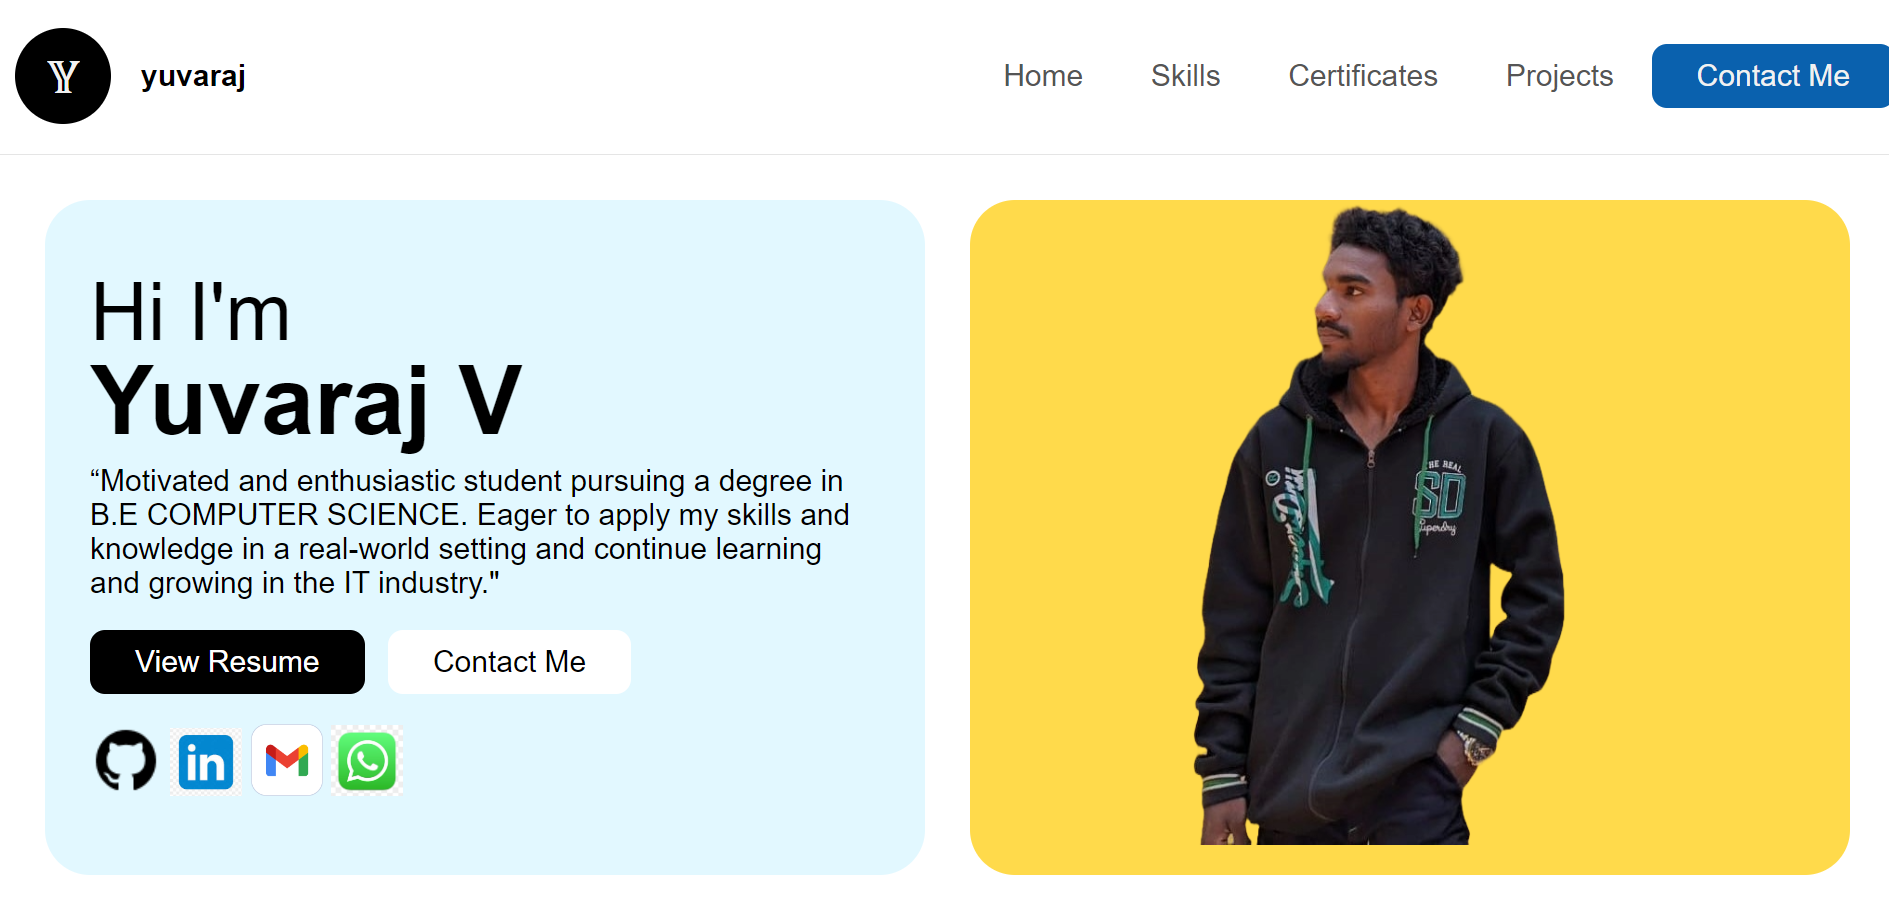 Y
yuvaraj
Home
Skills
Certificates
Projects
Contact Me
Hi I'm
Yuvaraj V
“Motivated and enthusiastic student pursuing a degree in
B.E COMPUTER SCIENCE. Eager to apply my skills and
knowledge in a real-world setting and continue learning
and growing in the IT industry."
View Resume
Contact Me
in
THE REAL
SD
Superdry